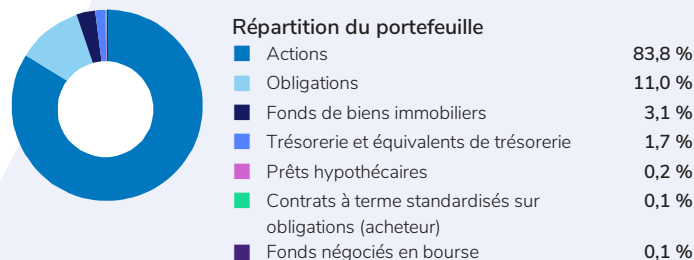 Répartition du portefeuille
Actions 83,8 %
Obligations 11,0 %
Fonds de biens immobiliers 3,1 %
Trésorerie et équivalents de trésorerie 1,7 %
Prêts hypothécaires 0,2 %
Contrats à terme standardisés sur 0,1 %
obligations (acheteur)
Fonds négociés en bourse 0,1 %